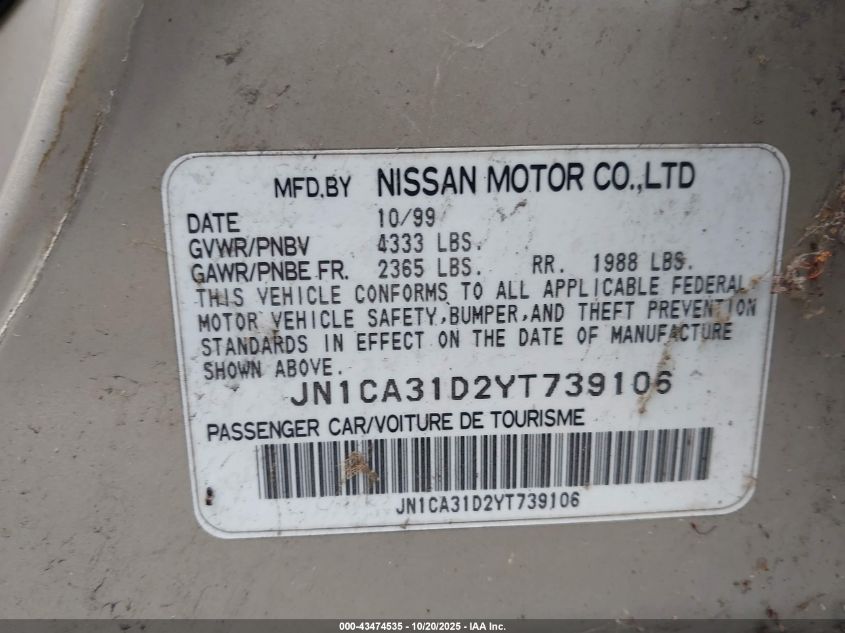 MFD.BY NISSAN MOTOR CO.,LTD
DATE 10/99
GVWR/PNBV 4333 LBS.
GAWR/PNBE FR. 2365 LBS. RR. 1988 LBS.
THIS VEHICLE CONFORMS TO ALL APPLICABLE FEDERAL
MOTOR VEHICLE SAFETY,BUMPER,AND THEFT PREVENTION
STANDARDS IN EFFECT ON THE DATE OF MANUFACTURE
SHOWN ABOVE.
JN1CA31D2YT739106
PASSENGER CAR/VOITURE DE TOURISME
JN1CA31D2YT739106
000-43474535 - 10/20/2025 - IAA Inc.